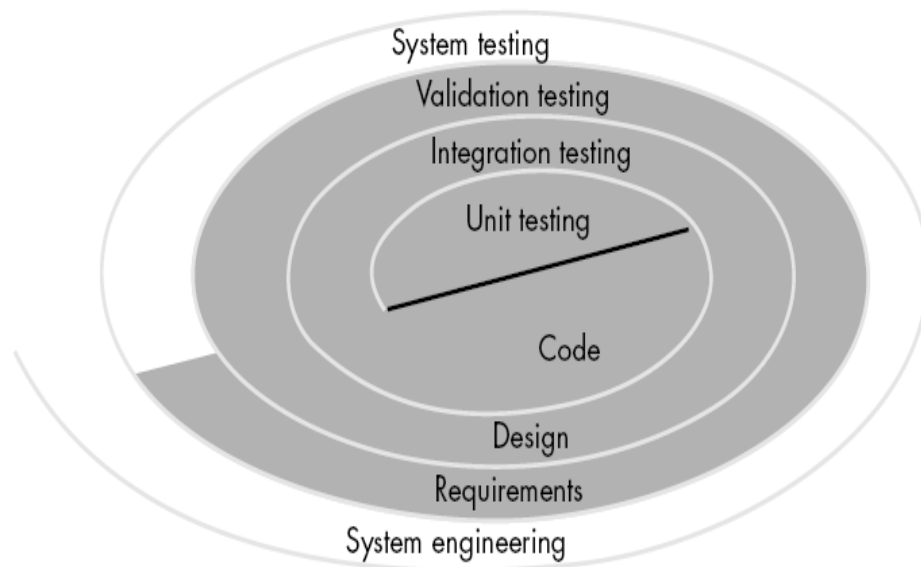 System testing
Validation testing
Integration testing
Unit testing
Code
Design
Requirements
System engineering